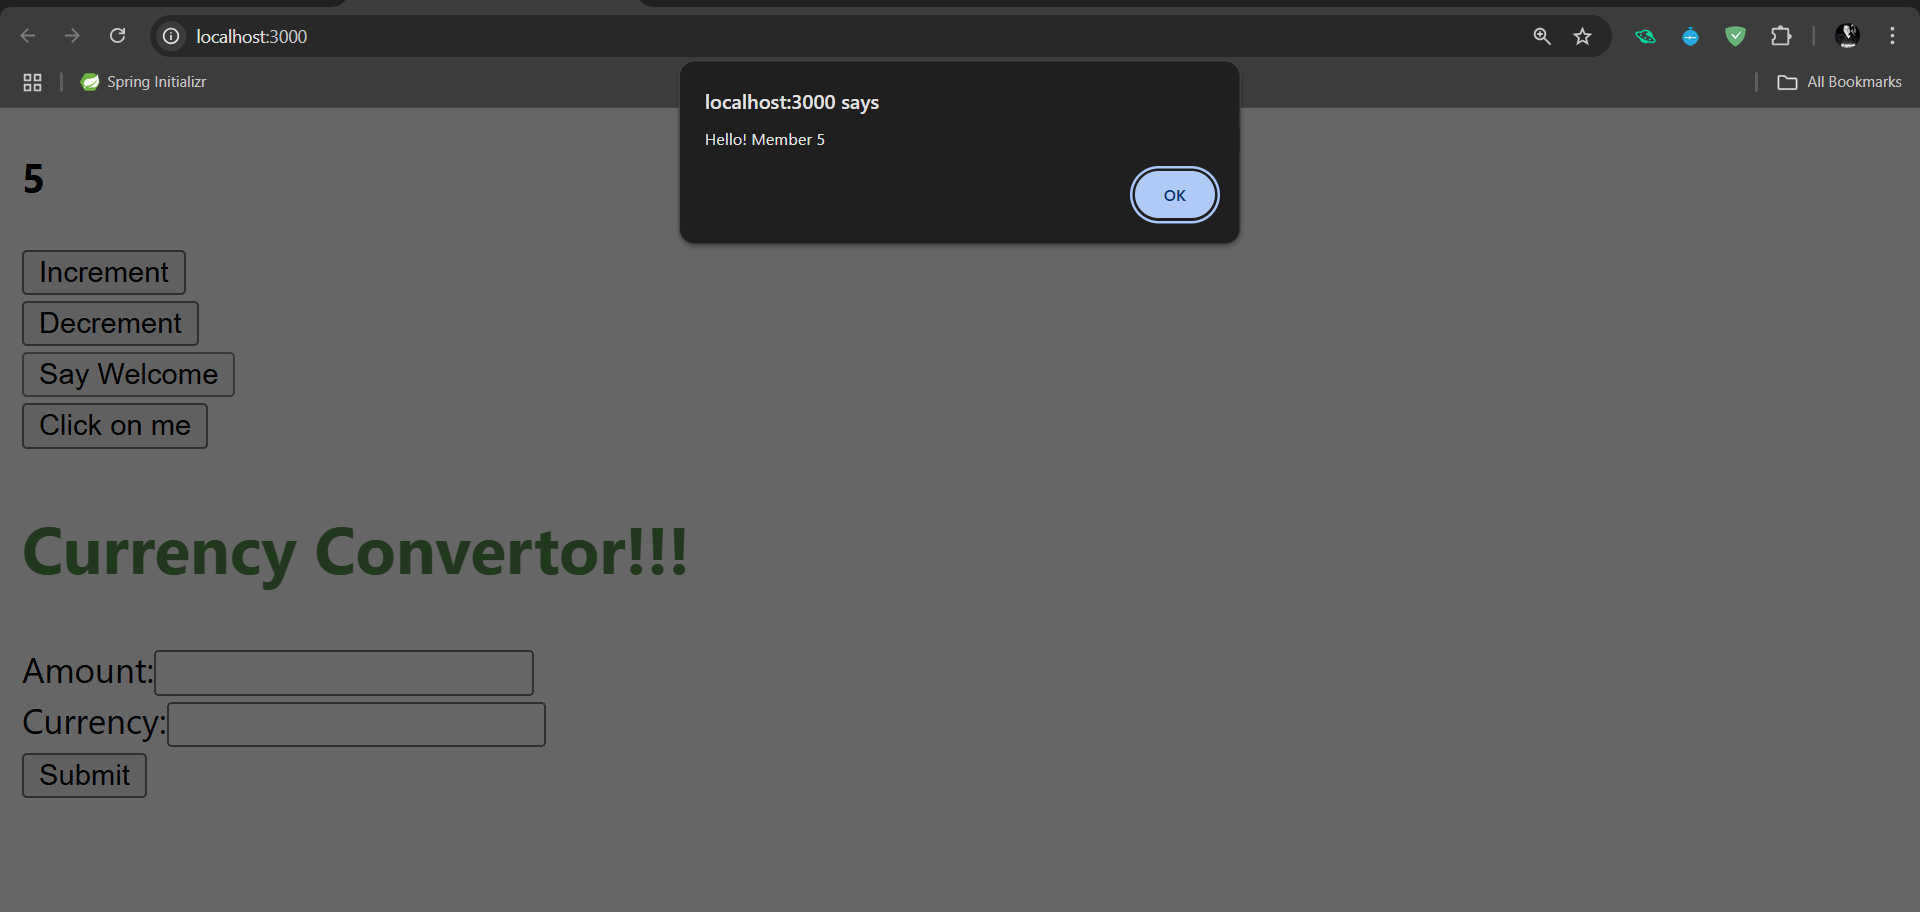 localhost:3000
Spring Initializr
All Bookmarks
localhost:3000 says
Hello! Member 5
OK
5
Increment
Decrement
Say Welcome
Click on me
Currency Convertor!!!
Amount:
Currency:
Submit